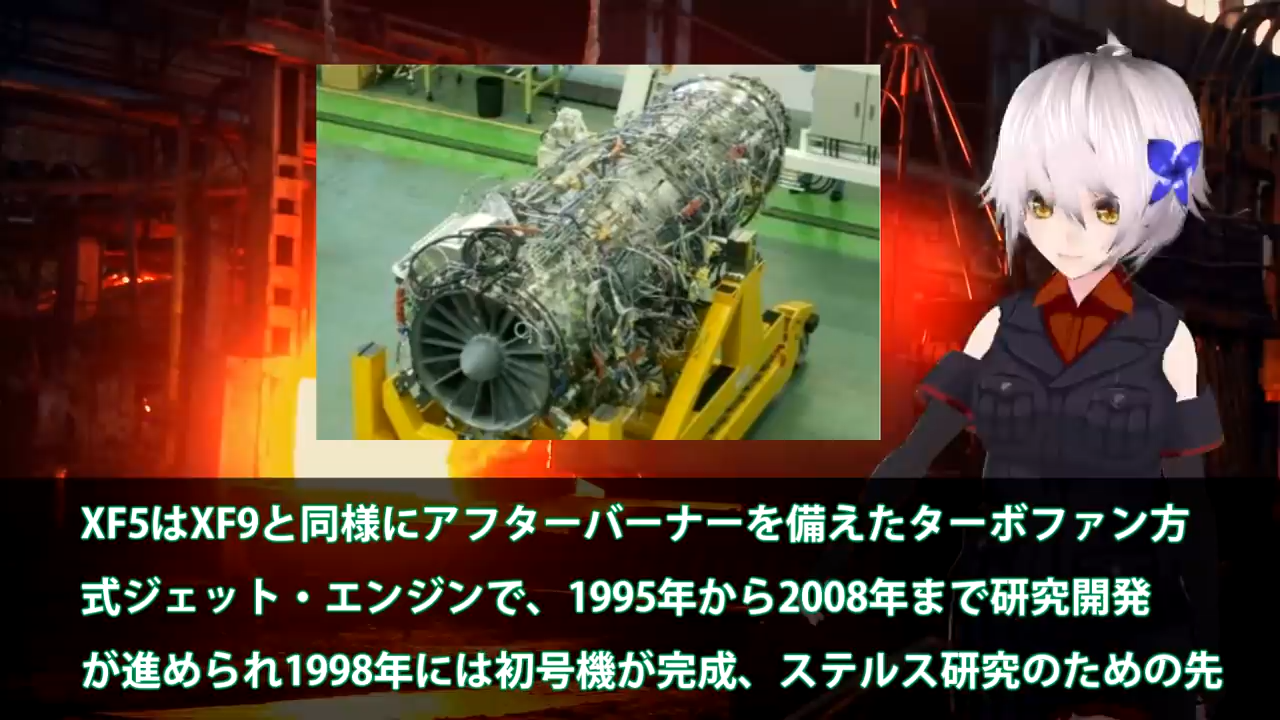 XF5はXF9と同様にアフターバーナーを備えたターボファン方
式ジェット・エンジンで、1995年から2008年まで研究開発
が進められ1998年には初号機が完成、ステルス研究のための先